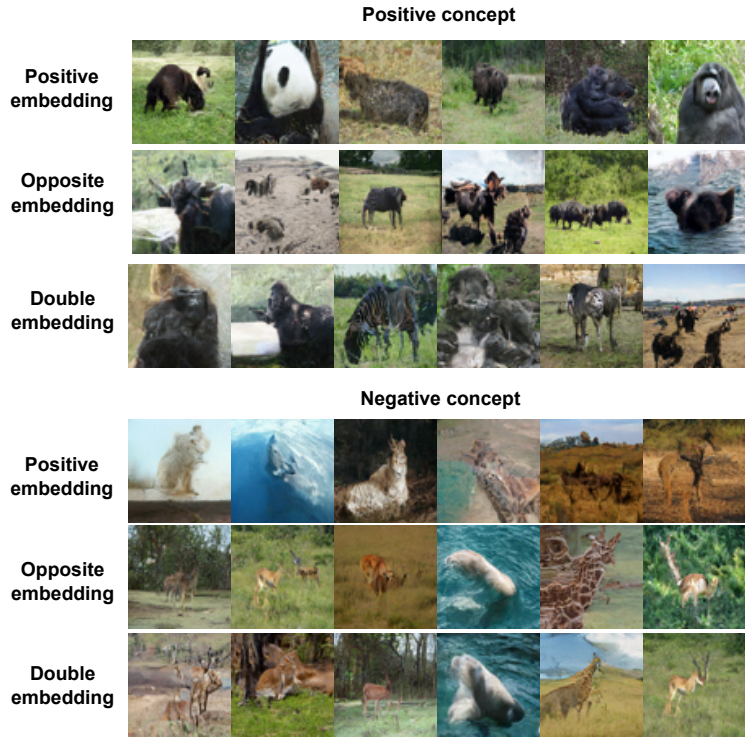 Positive concept
Positive
embedding
Opposite
embedding
Double
embedding
Negative concept
Positive
embedding
Opposite
embedding
Double
embedding